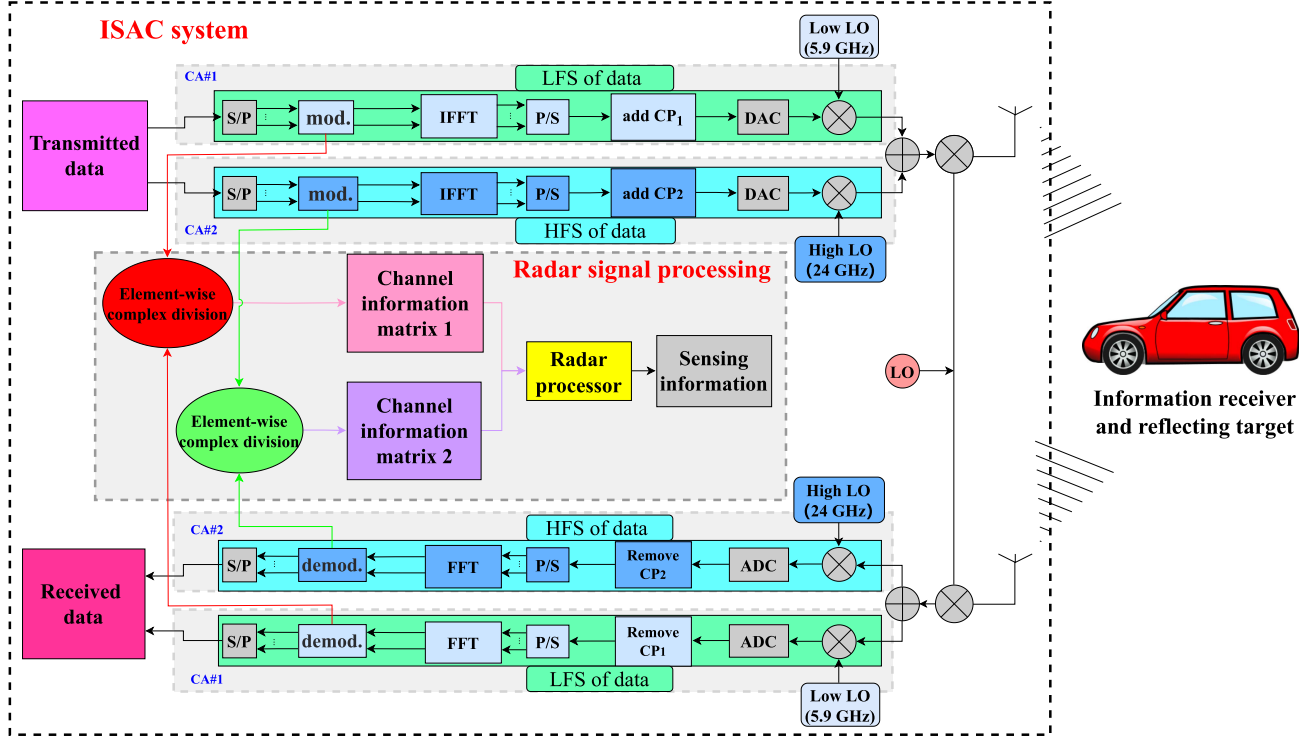 ISAC system
Low LO
(5.9 GHz)
CA#1
LFS of data
Transmitted
data
S/P
mod.
IFFT
P/S
add CP1
DAC
S/P
mod.
IFFT
P/S
add CP2
DAC
CA#2
HFS of data
High LO
(24 GHz)
Radar signal processing
Element-wise
complex division
Channel
information
matrix 1
Radar
processor
Sensing
information
LO
Element-wise
complex division
Channel
information
matrix 2
Information receiver
and reflecting target
High LO
(24 GHz)
CA#2
HFS of data
Received
data
S/P
demod.
FFT
P/S
Remove
CP2
ADC
S/P
demod.
FFT
P/S
Remove
CP1
ADC
CA#1
LFS of data
Low LO
(5.9 GHz)